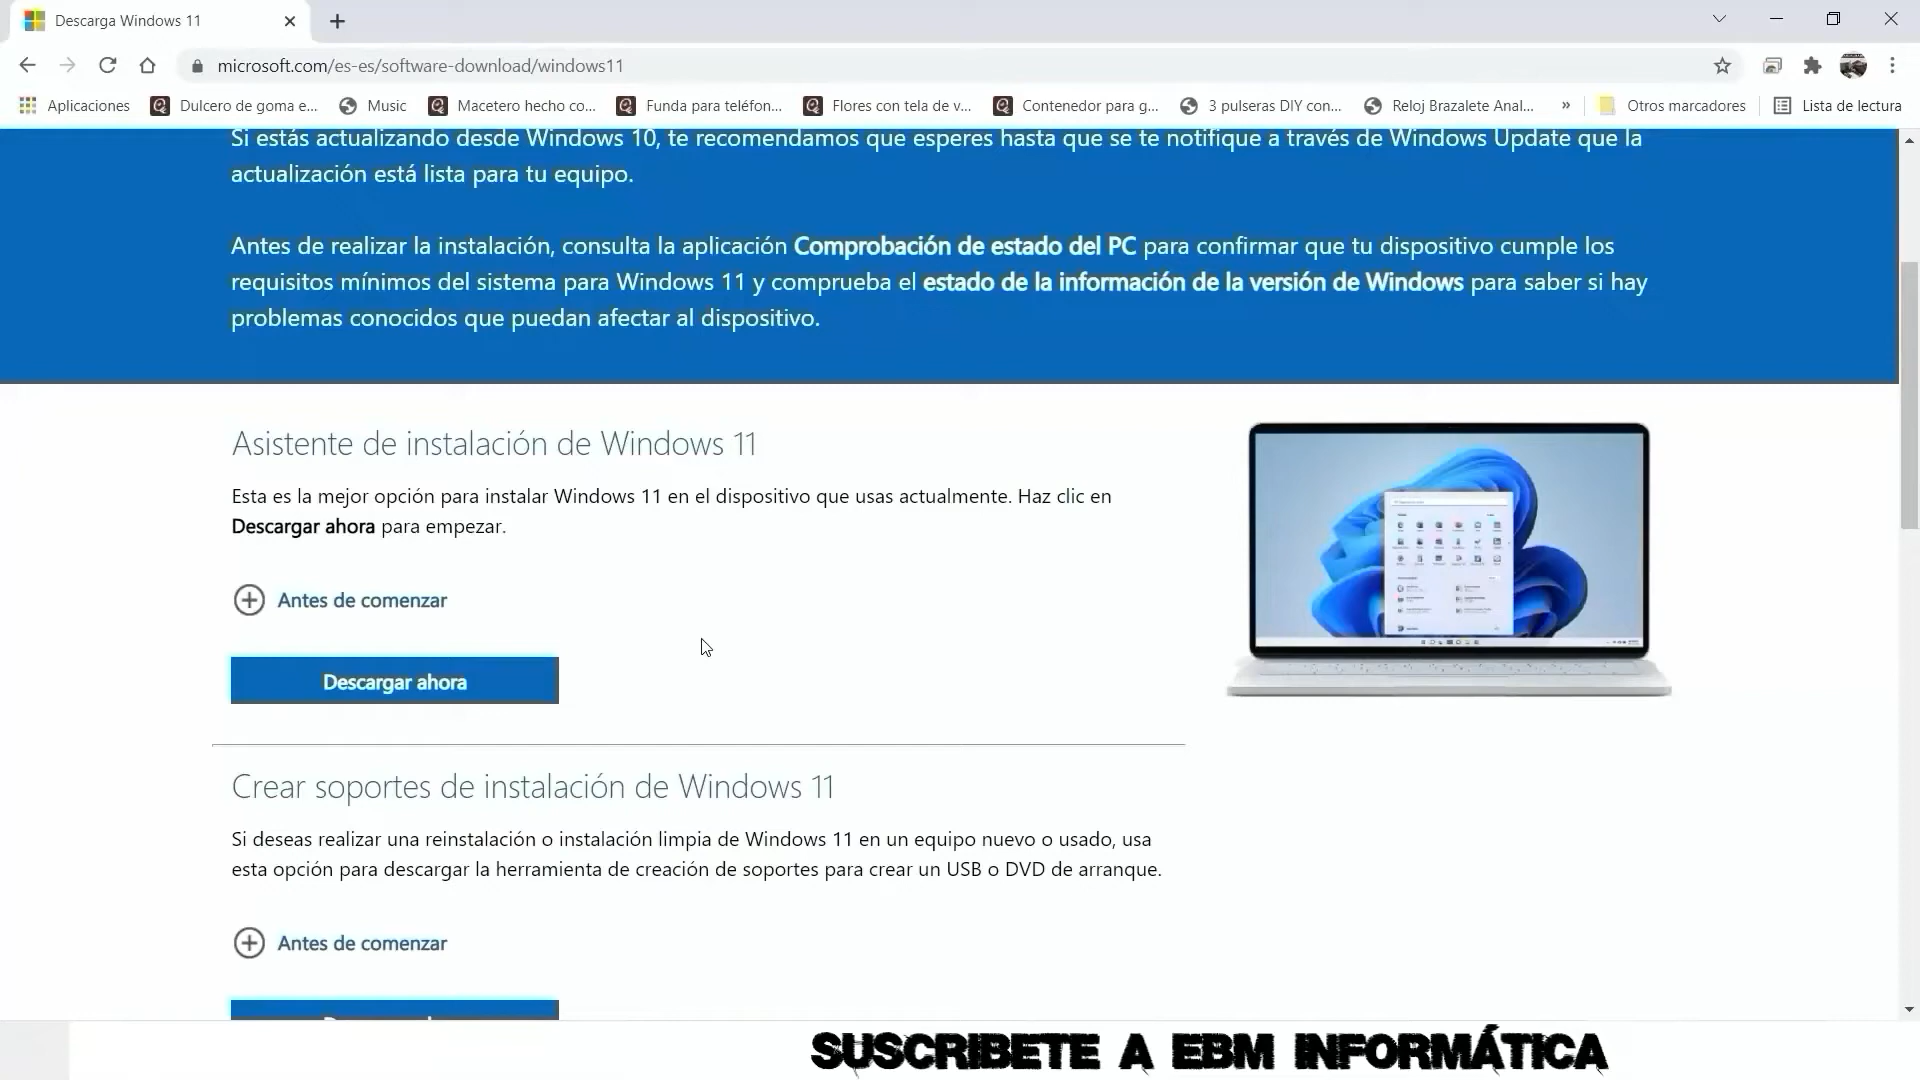 Descarga Windows 11
microsoft.com/es-es/software-download/windows11
Aplicaciones Dulcero de goma e... Music Macetero hecho co... Funda para teléfon... Flores con tela de v... Contenedor para g... 3 pulseras DIY con... Reloj Brazalete Anal... » Otros marcadores Lista de lectura
Si estás actualizando desde Windows 10, te recomendamos que esperes hasta que se te notifique a través de Windows Update que la
actualización está lista para tu equipo.
Antes de realizar la instalación, consulta la aplicación Comprobación de estado del PC para confirmar que tu dispositivo cumple los
requisitos mínimos del sistema para Windows 11 y comprueba el estado de la información de la versión de Windows para saber si hay
problemas conocidos que puedan afectar al dispositivo.
Asistente de instalación de Windows 11
Esta es la mejor opción para instalar Windows 11 en el dispositivo que usas actualmente. Haz clic en
Descargar ahora para empezar.
Antes de comenzar
Descargar ahora
Crear soportes de instalación de Windows 11
Si deseas realizar una reinstalación o instalación limpia de Windows 11 en un equipo nuevo o usado, usa
esta opción para descargar la herramienta de creación de soportes para crear un USB o DVD de arranque.
Antes de comenzar
SUSCRIBETE A EBM INFORMÁTICA